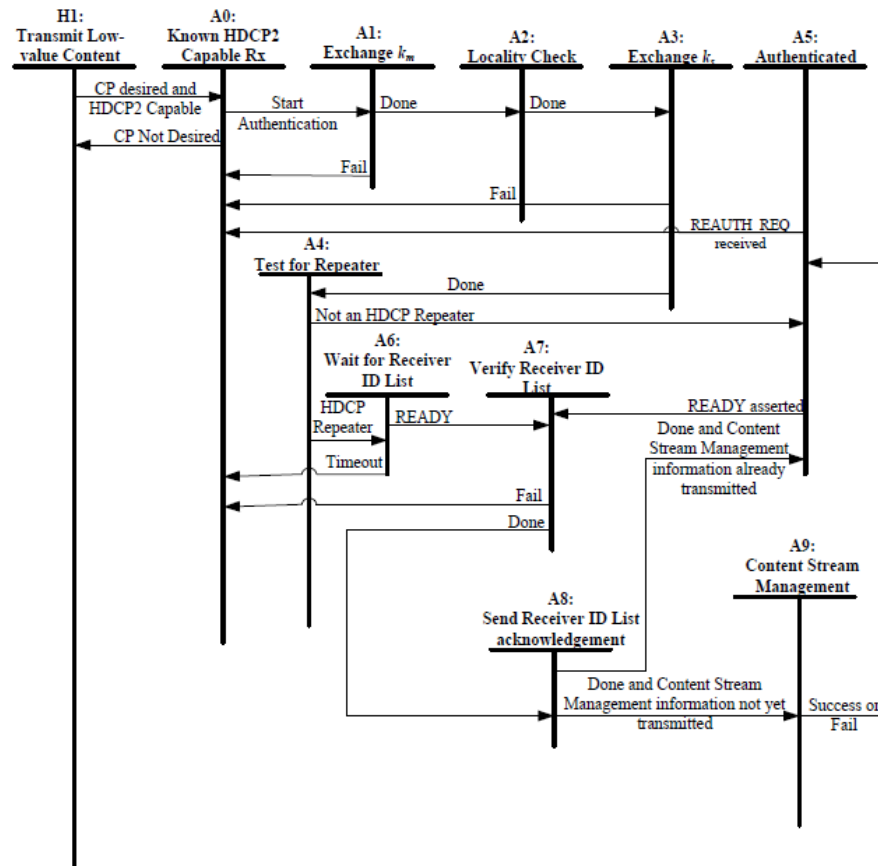 H1:
Transmit Low-
value Content
A0:
Known HDCP2
Capable Rx
A1:
Exchange km
A2:
Locality Check
A3:
Exchange ks
A5:
Authenticated
CP desired and
HDCP2 Capable
Start
Authentication
Done
Done
CP Not Desired
Fail
Fail
REAUTH_REQ
received
A4:
Test for Repeater
Done
Not an HDCP Repeater
A6:
Wait for Receiver
ID List
A7:
Verify Receiver ID
List
HDCP
Repeater
READY
READY asserted
Done and Content
Stream Management
information already
transmitted
Timeout
Fail
Done
A9:
Content Stream
Management
A8:
Send Receiver ID List
acknowledgement
Done and Content Stream
Management information not yet
transmitted
Success or
Fail